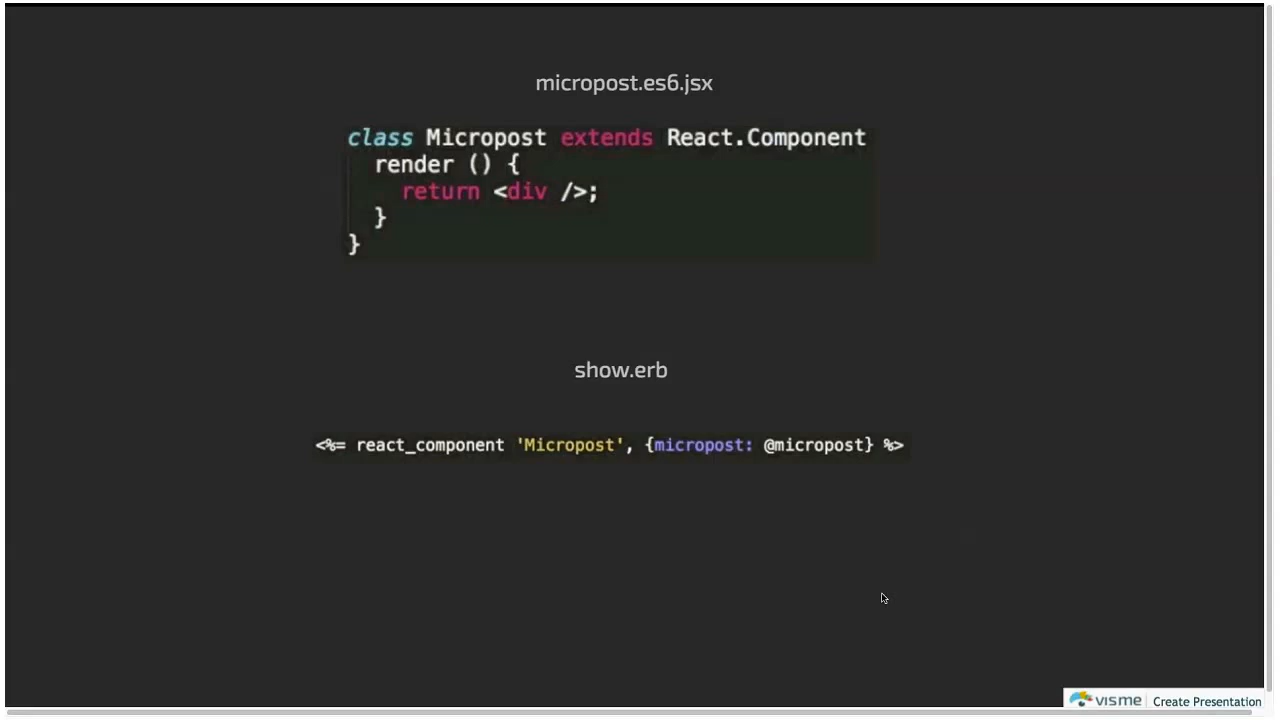 micropost.es6.jsx
class Micropost extends React.Component
render () {
return <div />;
}
}
show.erb
<%= react_component 'Micropost', {micropost: @micropost} %>
visme Create Presentation